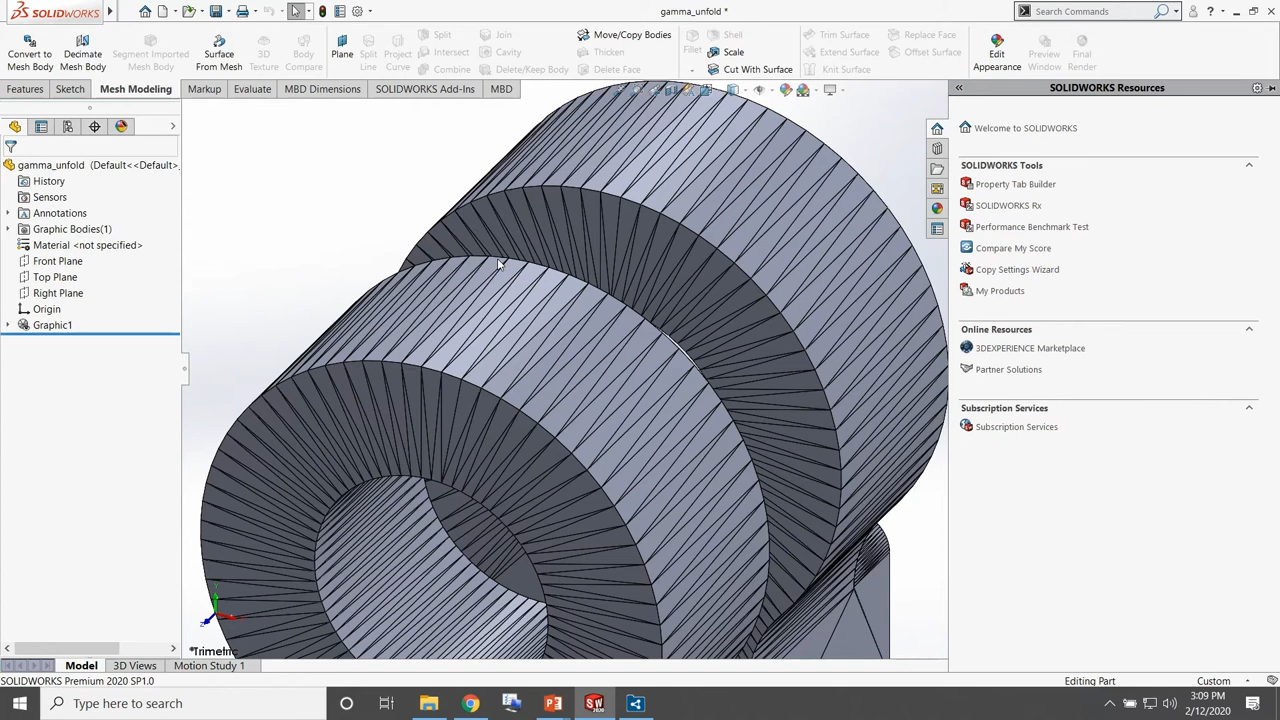 SOLIDWORKS
gamma_unfold *
Search Commands
Convert to Mesh Body
Decimate Mesh Body
Segment Imported Mesh Body
Surface From Mesh
3D Texture
Body Compare
Plane
Split Line
Project Curve
Split
Intersect
Combine
Join
Cavity
Delete/Keep Body
Move/Copy Bodies
Thicken
Delete Face
Fillet
Shell
Scale
Cut With Surface
Trim Surface
Extend Surface
Knit Surface
Replace Face
Offset Surface
Edit Appearance
Preview Window
Final Render
Features
Sketch
Mesh Modeling
Markup
Evaluate
MBD Dimensions
SOLIDWORKS Add-Ins
MBD
gamma_unfold (Default<<Default>_
History
Sensors
Annotations
Graphic Bodies(1)
Material <not specified>
Front Plane
Top Plane
Right Plane
Origin
Graphic1
*Trimetric
SOLIDWORKS Resources
Welcome to SOLIDWORKS
SOLIDWORKS Tools
Property Tab Builder
SOLIDWORKS Rx
Performance Benchmark Test
Compare My Score
Copy Settings Wizard
My Products
Online Resources
3DEXPERIENCE Marketplace
Partner Solutions
Subscription Services
Subscription Services
Model
3D Views
Motion Study 1
SOLIDWORKS Premium 2020 SP1.0
Editing Part
Custom
Type here to search
3:09 PM
2/12/2020